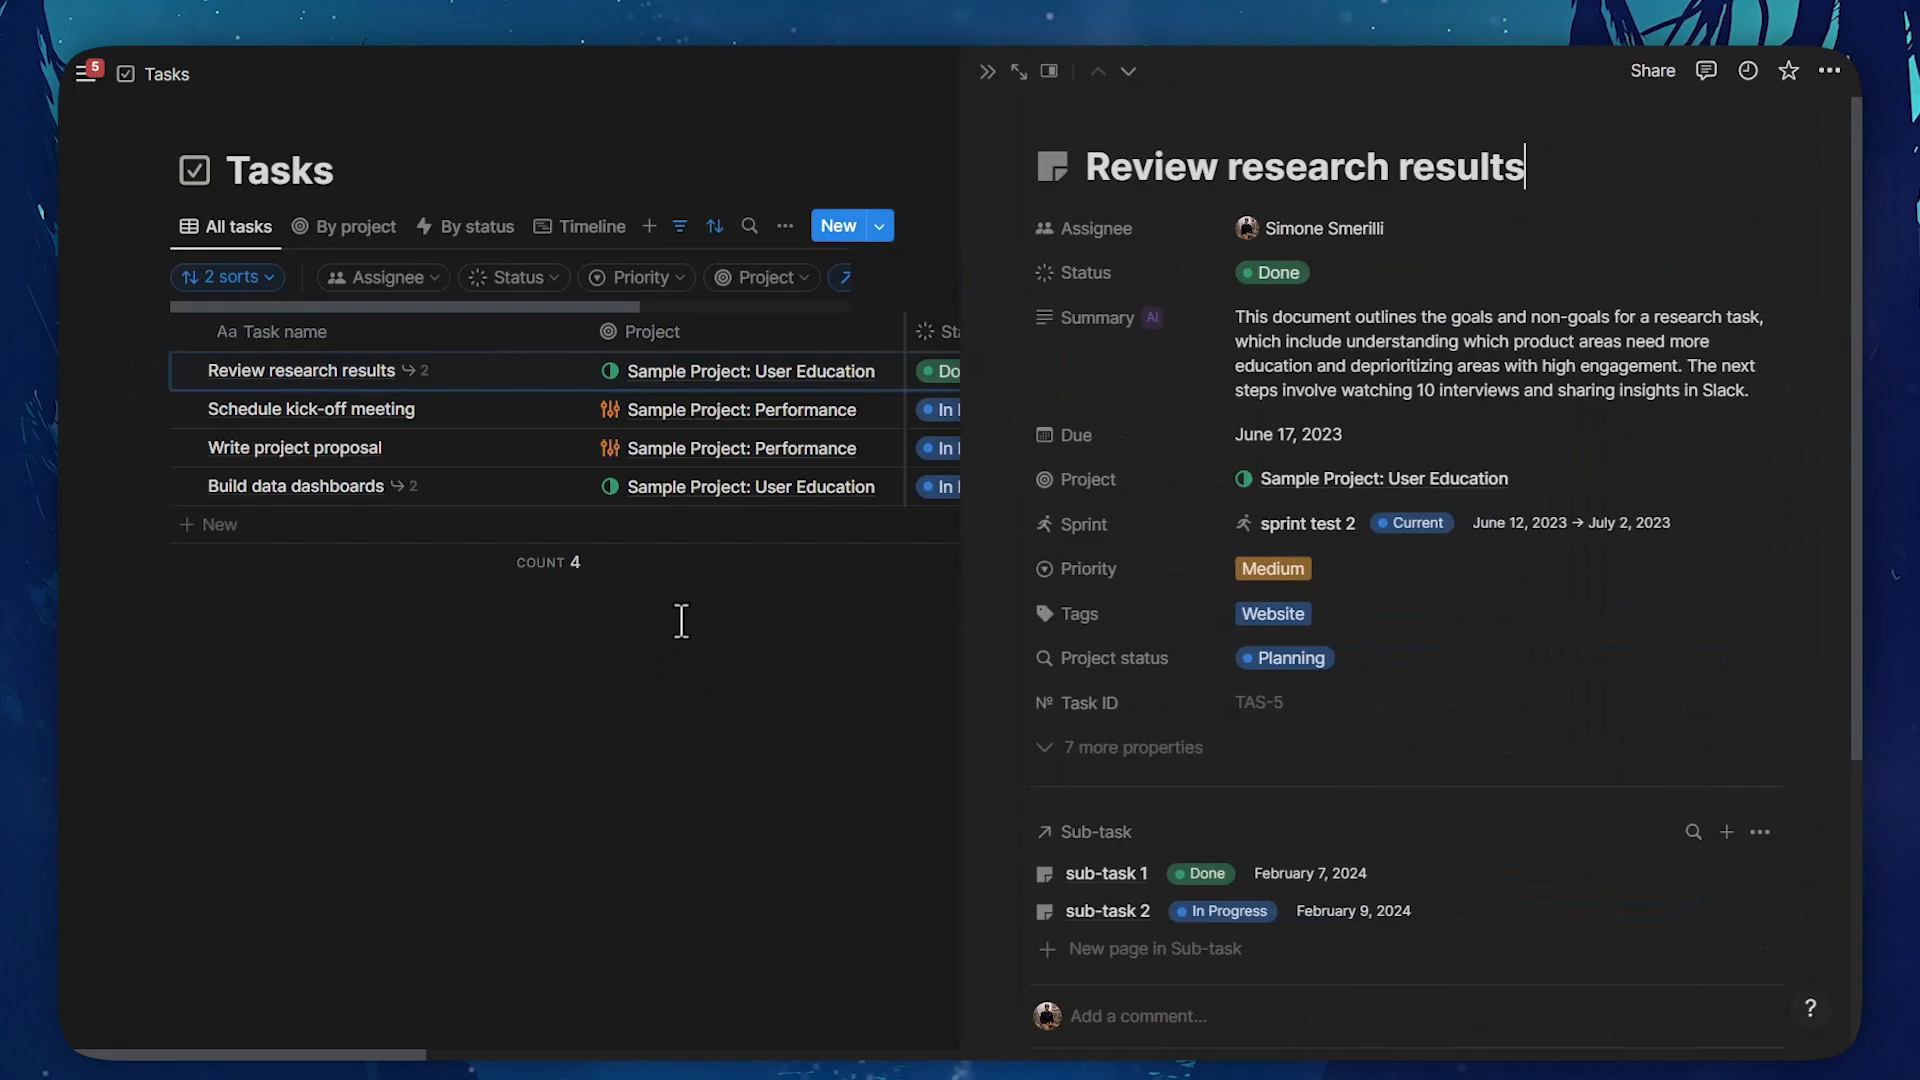 5
Tasks
Tasks
All tasks By project By status Timeline New
2 sorts Assignee Status Priority Project
Aa Task name Project
Review research results 2 Sample Project: User Education
Schedule kick-off meeting Sample Project: Performance
Write project proposal Sample Project: Performance
Build data dashboards 2 Sample Project: User Education
New
COUNT 4
Share
Review research results
Assignee Simone Smerilli
Status Done
Summary AI This document outlines the goals and non-goals for a research task,
which include understanding which product areas need more
education and deprioritizing areas with high engagement. The next
steps involve watching 10 interviews and sharing insights in Slack.
Due June 17, 2023
Project Sample Project: User Education
Sprint sprint test 2 Current June 12, 2023 → July 2, 2023
Priority Medium
Tags Website
Project status Planning
Nº Task ID TAS-5
7 more properties
Sub-task
sub-task 1 Done February 7, 2024
sub-task 2 In Progress February 9, 2024
New page in Sub-task
Add a comment...
?